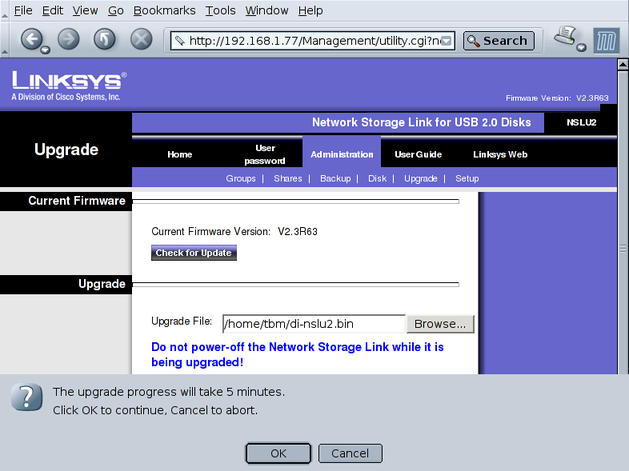 File Edit View Go Bookmarks Tools Window Help
http://192.168.1.77/Management/utility.cgi?n
Search
LINKSYS®
A Division of Cisco Systems, Inc.
Firmware Version: V2.3R63
Network Storage Link for USB 2.0 Disks NSLU2
Upgrade
Home User password Administration User Guide Linksys Web
Groups | Shares | Backup | Disk | Upgrade | Setup
Current Firmware
Current Firmware Version: V2.3R63
Check for Update
Upgrade
Upgrade File: /home/tbm/di-nslu2.bin Browse...
Do not power-off the Network Storage Link while it is
being upgraded!
The upgrade progress will take 5 minutes.
Click OK to continue, Cancel to abort.
OK Cancel